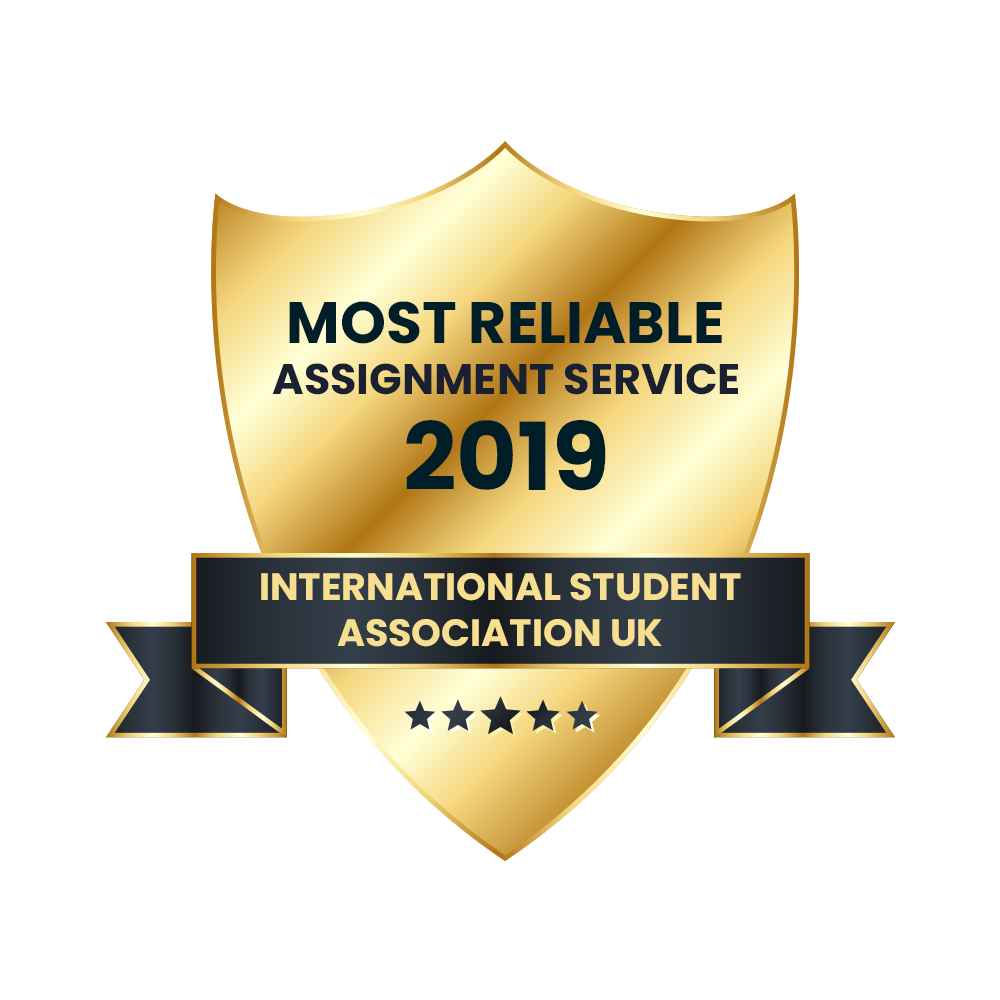 MOST RELIABLE
ASSIGNMENT SERVICE
2019
INTERNATIONAL STUDENT
ASSOCIATION UK